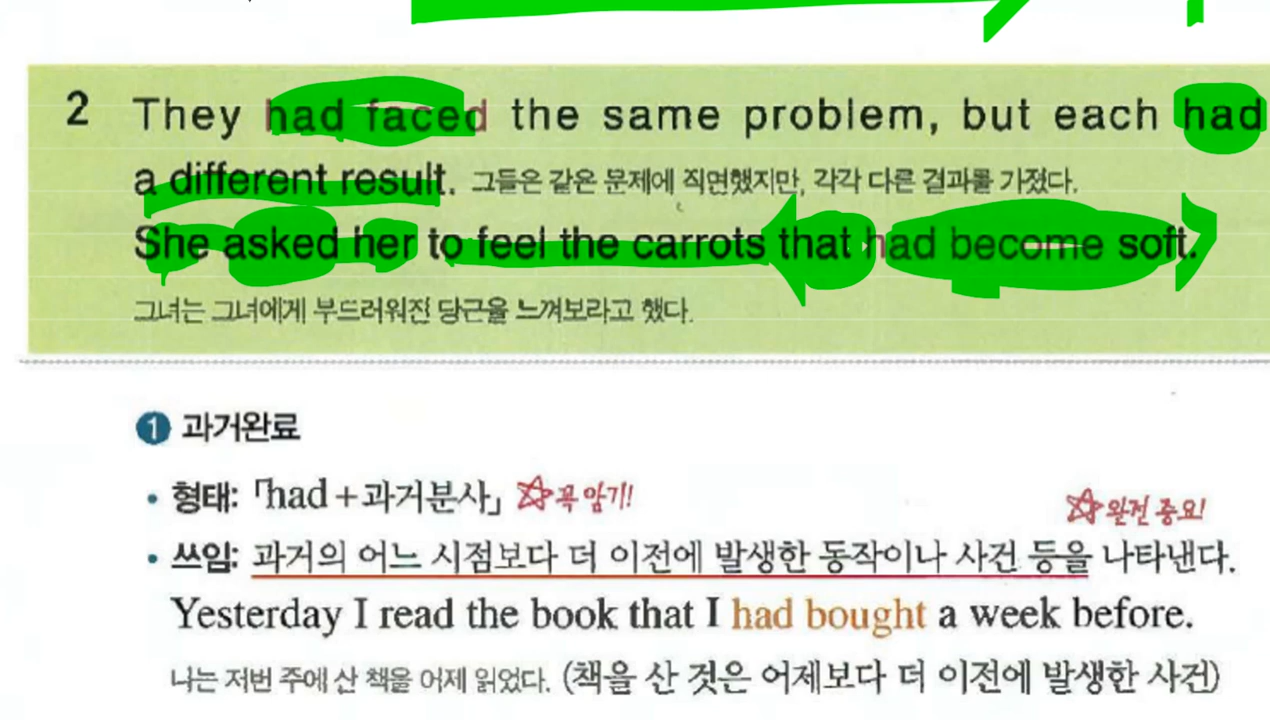 2 They had faced the same problem, but each had
a different result. 그들은 같은 문제에 직면했지만, 각각 다른 결과를 가졌다.
She asked her to feel the carrots that had become soft.
그녀는 그녀에게 부드러워진 당근을 느껴보라고 했다.
1 과거완료
• 형태: 「had+과거분사」 ☆꼭 암기!
☆완전 중요!
• 쓰임: 과거의 어느 시점보다 더 이전에 발생한 동작이나 사건 등을 나타낸다.
Yesterday I read the book that I had bought a week before.
나는 저번 주에 산 책을 어제 읽었다. (책을 산 것은 어제보다 더 이전에 발생한 사건)